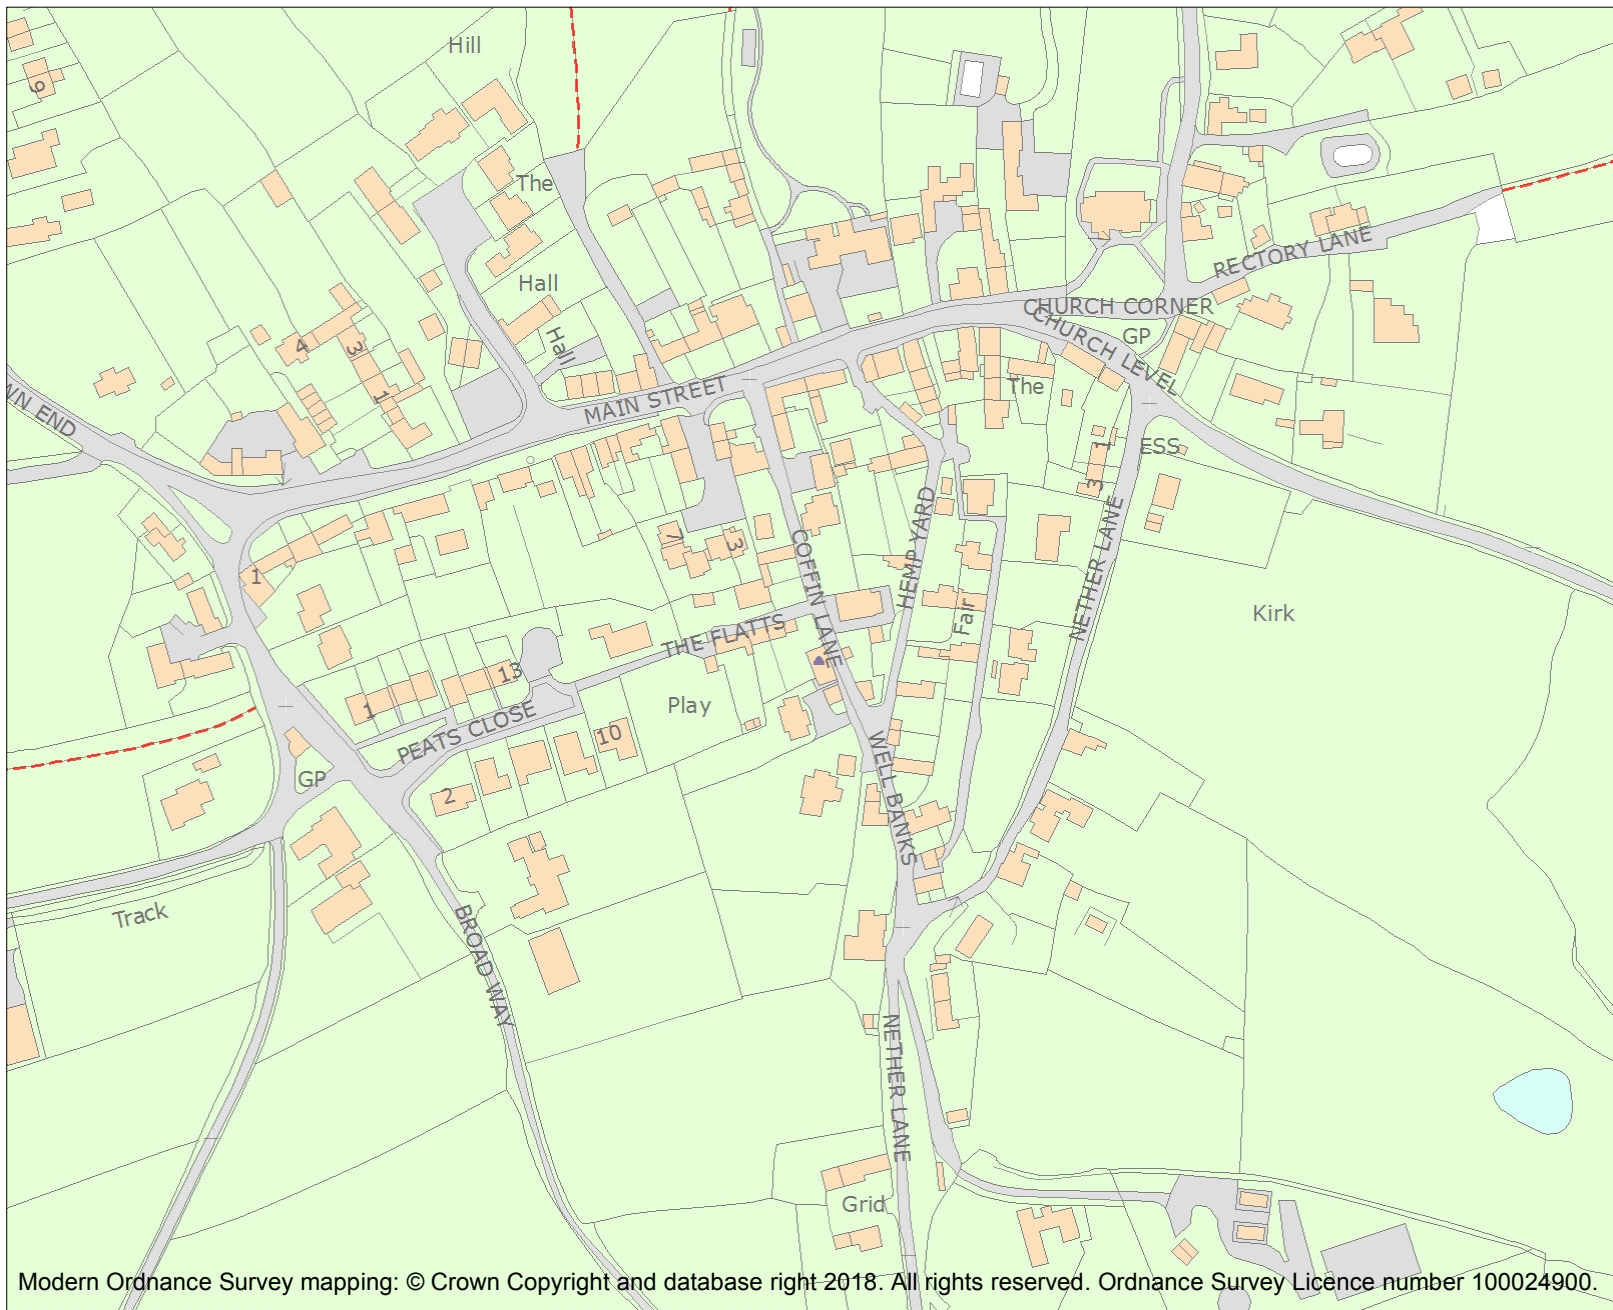 Hill
9
The
Hall
Hall
4
3
1
WN END
MAIN STREET
CHURCH CORNER
CHURCH LEVEL
GP
RECTORY LANE
The
1
3
ESS
7
3
1
COFFIN LANE
HEMP YARD
NETHER LANE
Fair
Kirk
THE FLATTS
13
1
PEATS CLOSE
Play
10
2
GP
WELL BANKS
Track
BROAD WAY
NETHER LANE
Grid
Modern Ordnance Survey mapping: © Crown Copyright and database right 2018. All rights reserved. Ordnance Survey Licence number 100024900.